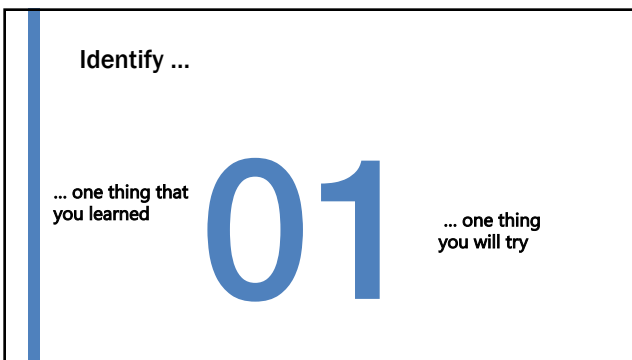 Identify ...
... one thing that
you learned
01
... one thing
you will try